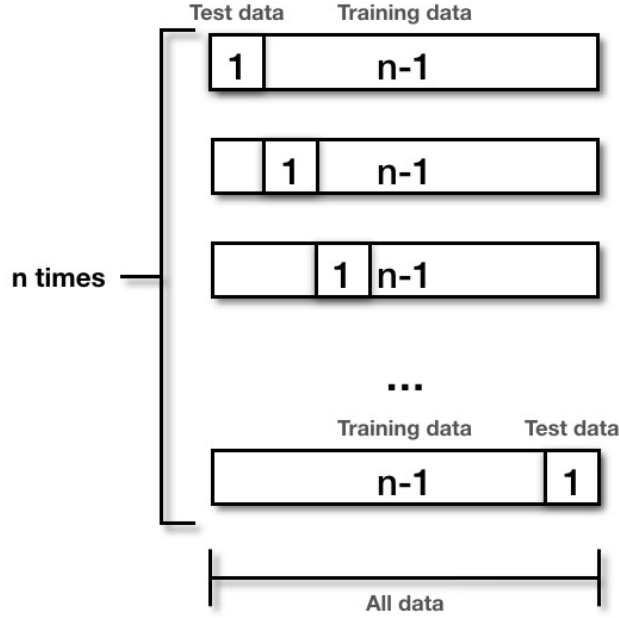 Test data Training data
1 n-1
1 n-1
1 n-1
n times
...
Training data Test data
n-1 1
All data